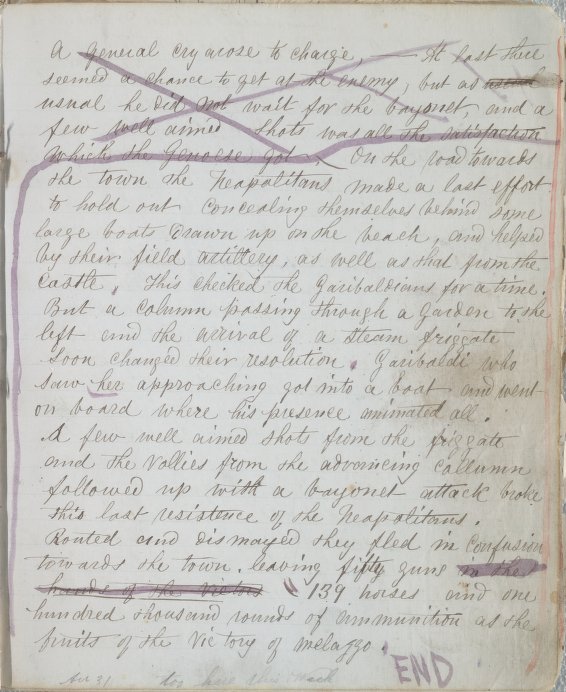 A general cry arose to charge, — At last there
seemed a chance to get at the enemy, but as usual
usual he did not wait for the bayonet, and a
few well aimed shots was all the satisfaction
which the Genoese got. On the road towards
the town the Neapolitans made a last effort
to hold out concealing themselves behind some
large boats drawn up on the beach, and helped
by their field artillery, as well as that from the
Castle. This checked the Garibaldians for a time.
But a column passing through a garden to the
left and the arrival of a steam friggate
soon changed their resolution. Garibaldi who
saw her approaching got into a boat and went
on board where his presence animated all.
A few well aimed shots from the friggate
and the Vollies from the advancing collumn
followed up with a bayonet attack broke
this last resistence of the Neapolitans.
Routed and dismayed they fled in confusion
towards the town. leaving fifty guns in the
hands of the victors 139 horses and one
hundred thousand rounds of ammunition as the
fruits of the Victory of melazzo.
END